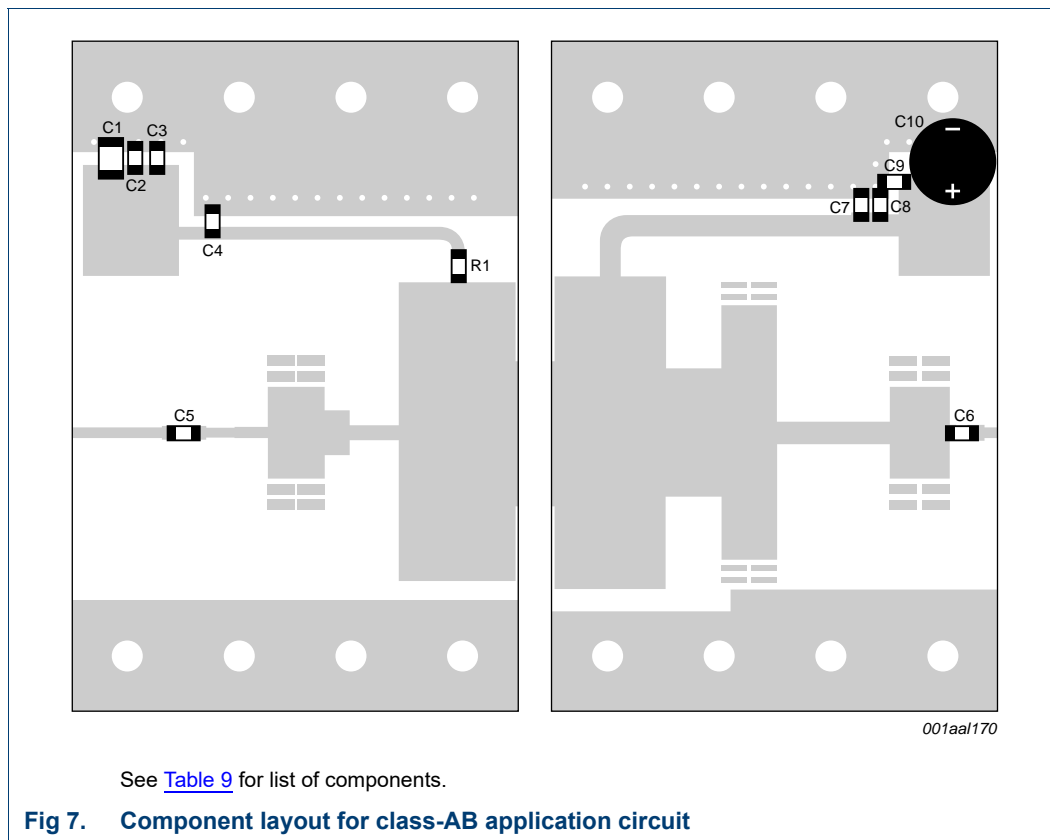 C1
C2
C3
C4
R1
C5
C10
−
+
C9
C7
C8
C6
001aal170
See Table 9 for list of components.
Fig 7. Component layout for class-AB application circuit